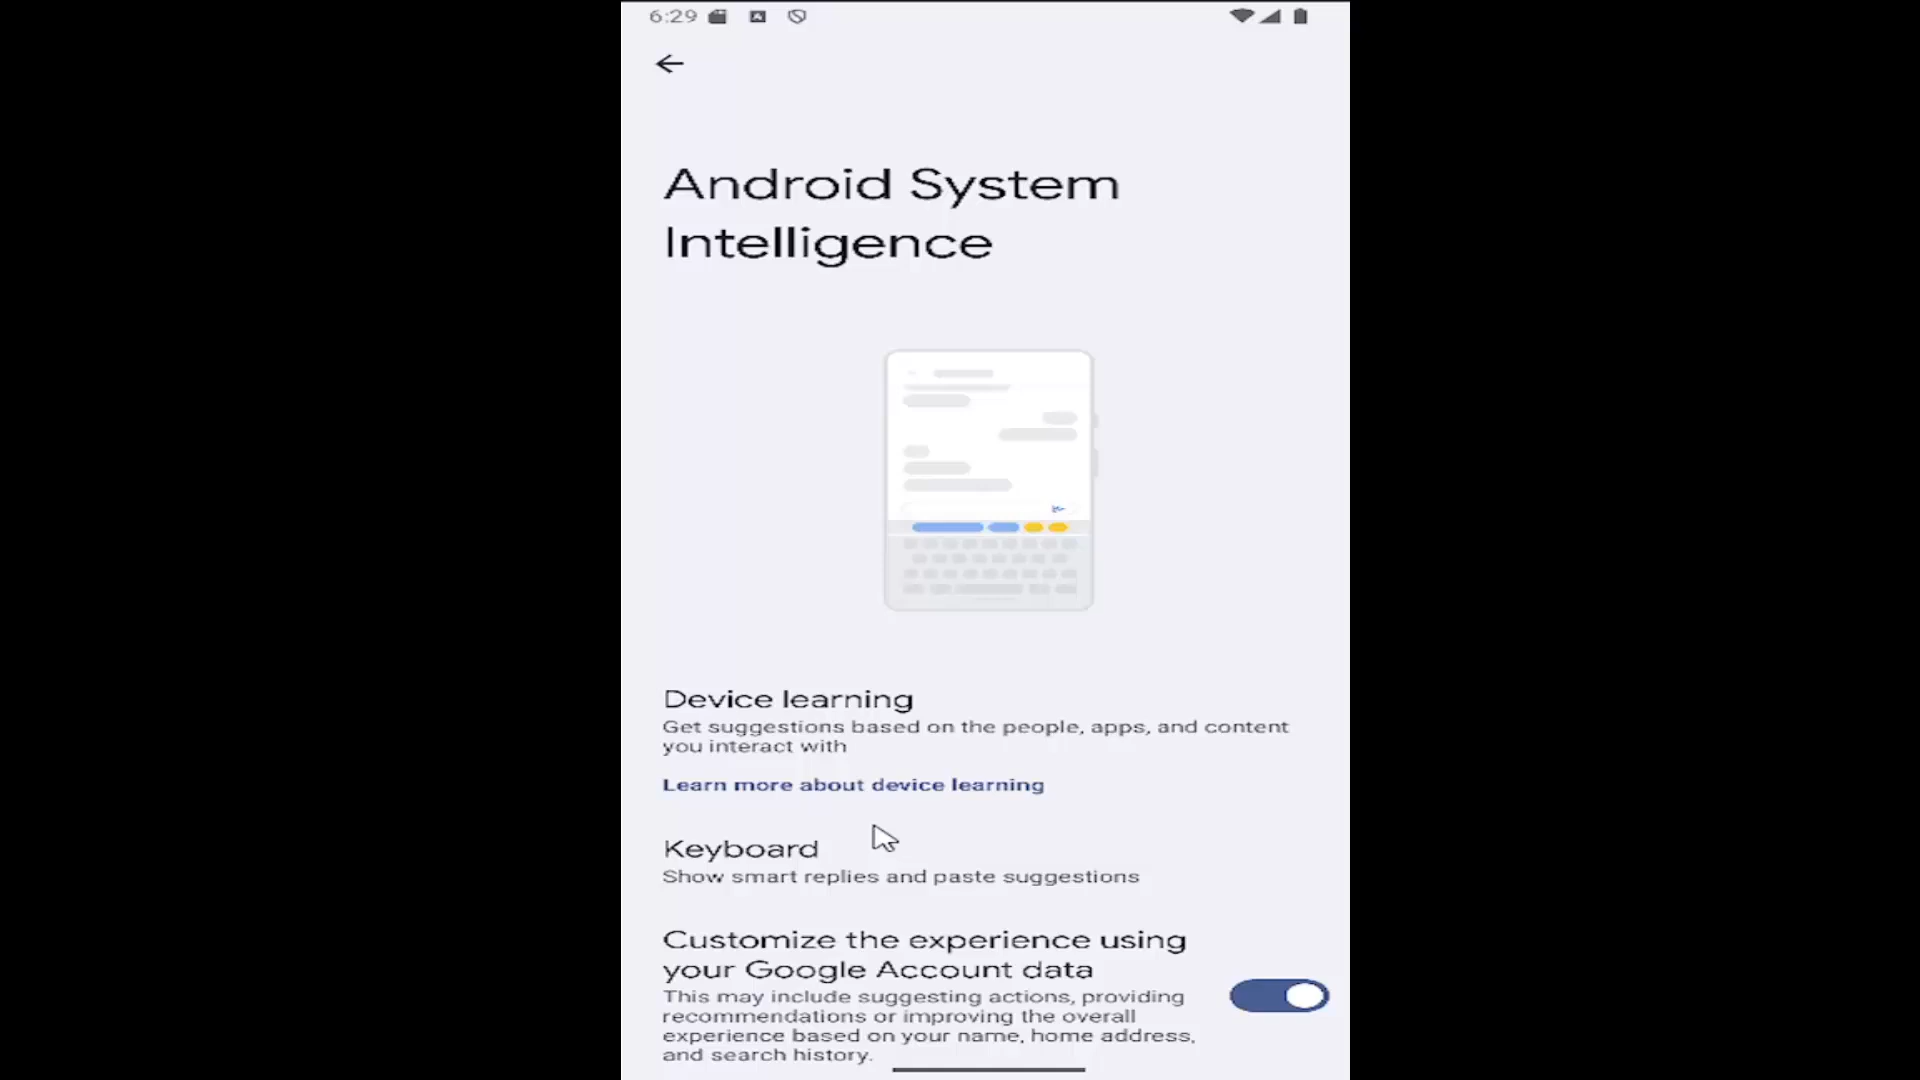 6:29
Android System
Intelligence
Device learning
Get suggestions based on the people, apps, and content
you interact with
Learn more about device learning
Keyboard
Show smart replies and paste suggestions
Customize the experience using
your Google Account data
This may include suggesting actions, providing
recommendations or improving the overall
experience based on your name, home address,
and search history.